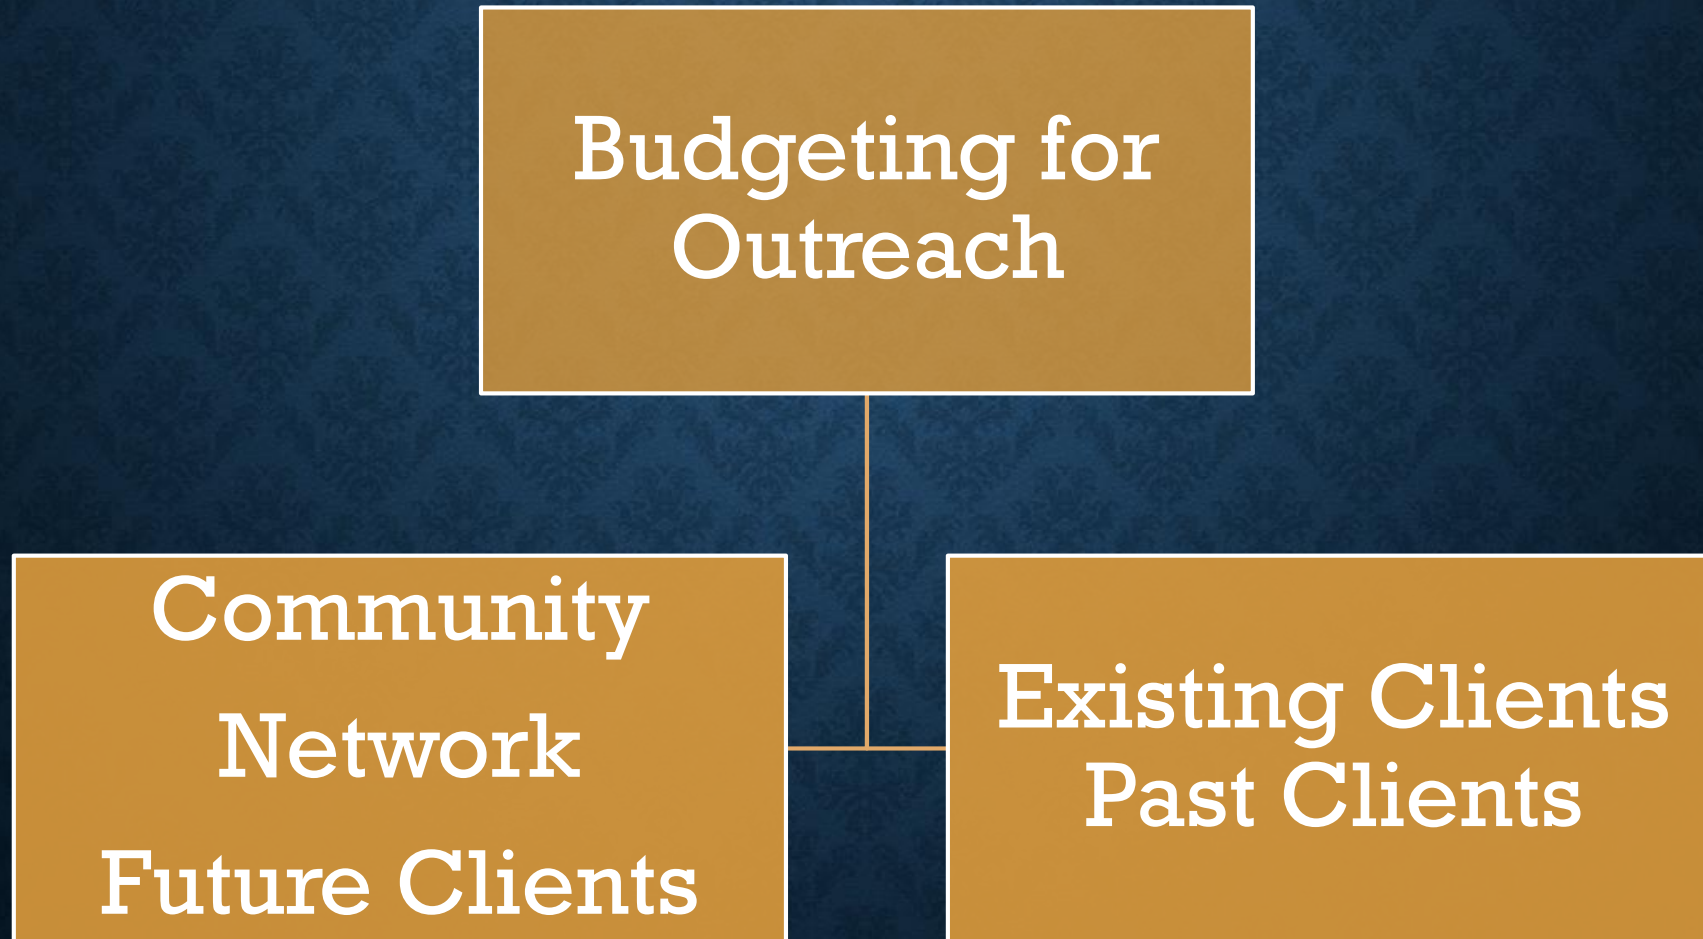 Budgeting for
Outreach
Community
Network
Future Clients
Existing Clients
Past Clients